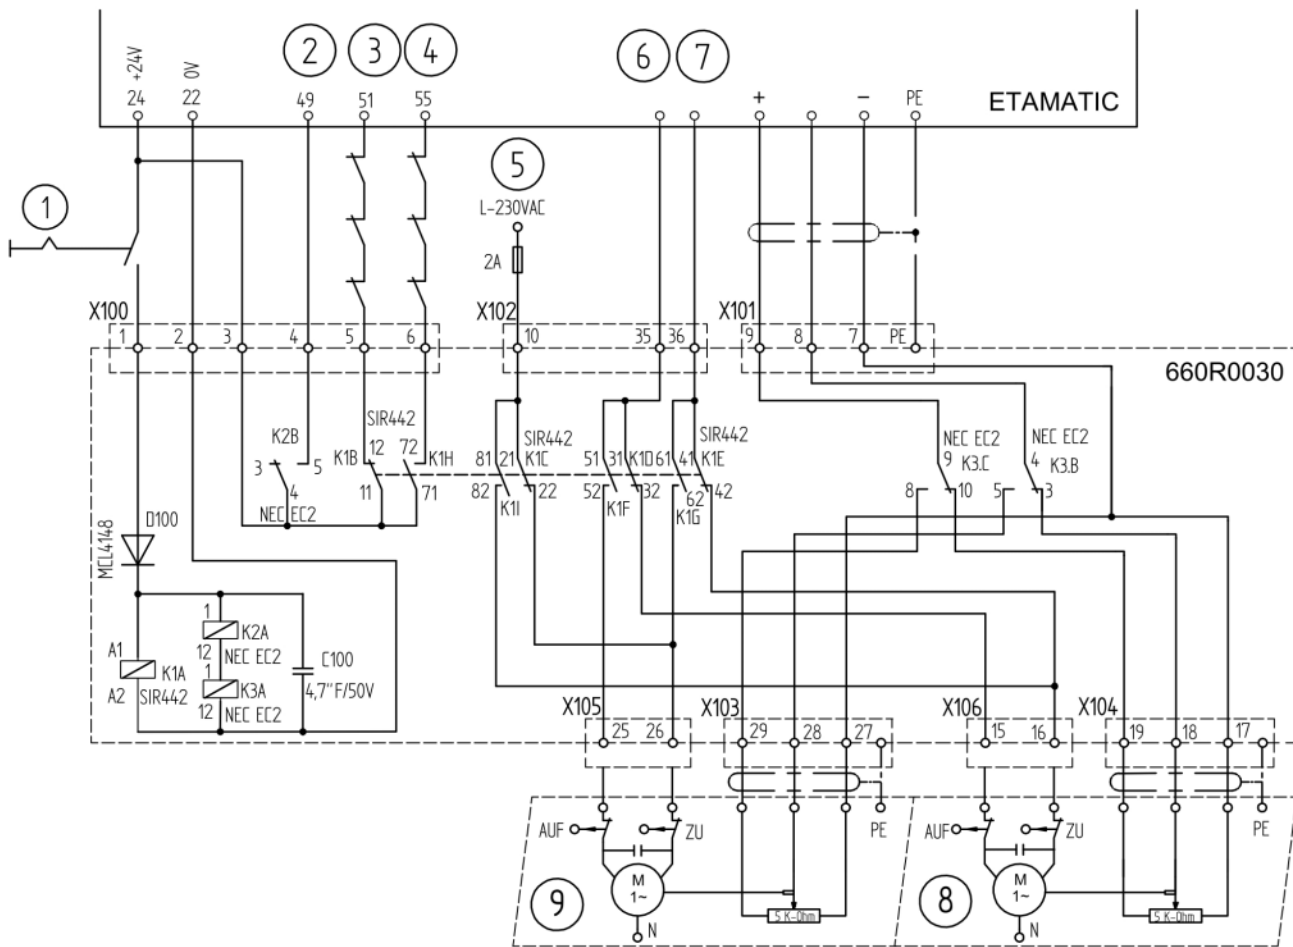 +24V 0V
2 3 4 6 7
24 22 49 51 55 + − PE ETAMATIC
5
1 L-230VAC
2A
X100 X102 X101
1 2 3 4 5 6 10 35 36 9 8 7 PE
660R0030
SIR442
K2B K1B 12 72 K1H 81 21 SIR442 K1C 51 31 K1D 61 41 SIR442 K1E NEC EC2 9 K3.C NEC EC2 4 K3.B
3 5
4 11 71 82 22 52 32 62 42 8 10 5 3
NEC EC2 K1I K1F K1G
MCL4148 D100
1
K2A
A1 12 NEC EC2 C100
K1A 1 K3A 4,7"F/50V
A2 SIR442 12 NEC EC2
X105 X103 X106 X104
25 26 29 28 27 15 16 19 18 17
AUF ZU PE AUF ZU PE
M M
9 1~ 8 1~
5 K-Ohm 5 K-Ohm
N N